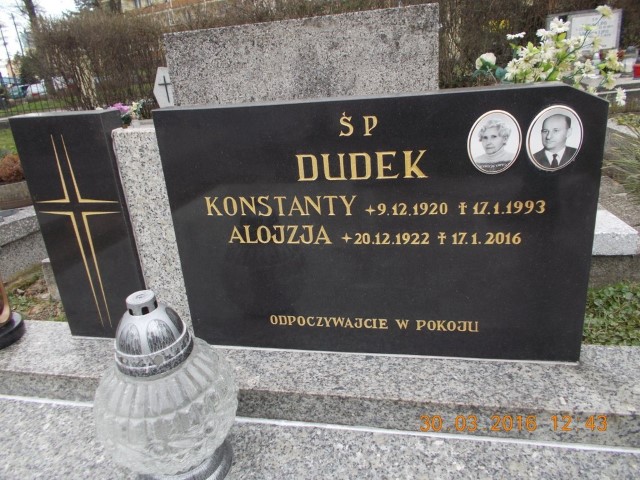 ŚP
DUDEK
KONSTANTY +9.12.1920 †17.1.1993
ALOJZJA +20.12.1922 †17.1.2016
ODPOCZYWAJCIE W POKOJU
30.03.2016 12:43